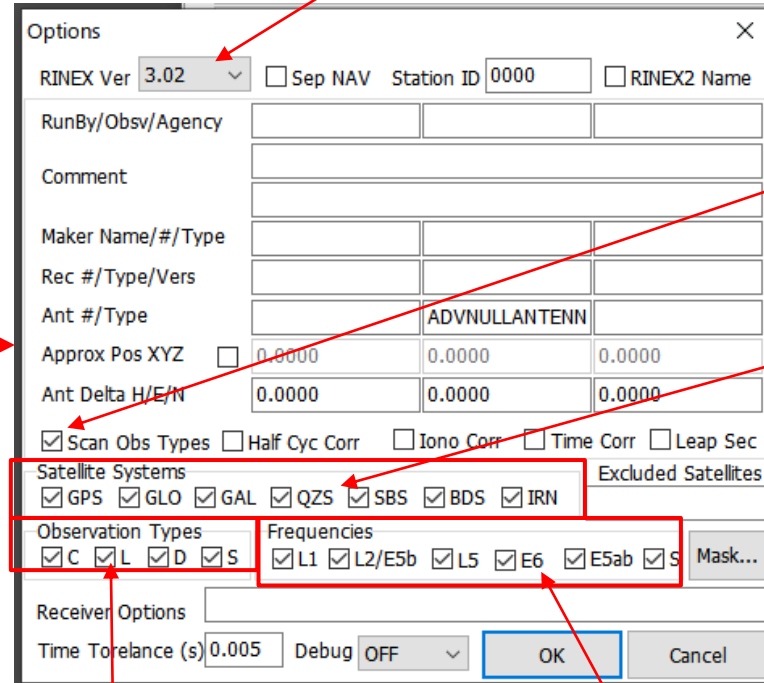 Options
RINEX Ver 3.02 Sep NAV Station ID 0000 RINEX2 Name
RunBy/Obsv/Agency
Comment
Maker Name/#/Type
Rec #/Type/Vers
Ant #/Type ADVNULLANTENN
Approx Pos XYZ 0.0000 0.0000 0.0000
Ant Delta H/E/N 0.0000 0.0000 0.0000
Scan Obs Types Half Cyc Corr Iono Corr Time Corr Leap Sec
Satellite Systems Excluded Satellites
GPS GLO GAL QZS SBS BDS IRN
Observation Types Frequencies
C L D S L1 L2/E5b L5 E6 E5ab S Mask...
Receiver Options
Time Torelance (s) 0.005 Debug OFF OK Cancel